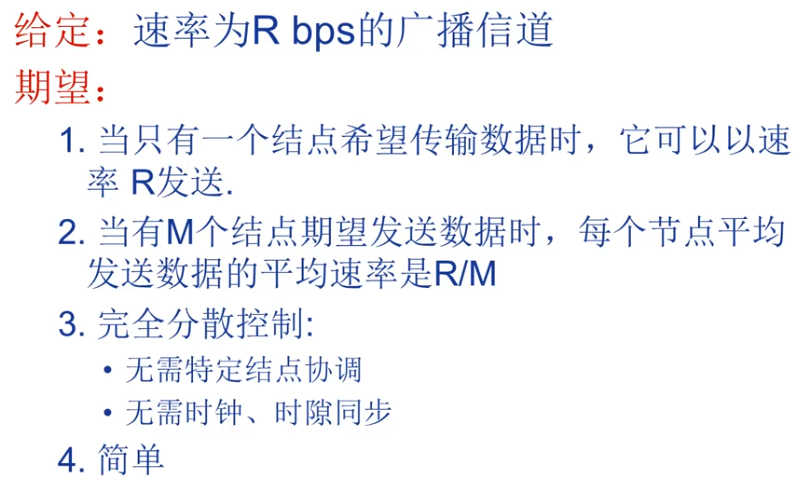 给定：速率为R bps的广播信道
期望：
1. 当只有一个结点希望传输数据时，它可以以速
率 R发送.
2. 当有M个结点期望发送数据时，每个节点平均
发送数据的平均速率是R/M
3. 完全分散控制:
• 无需特定结点协调
• 无需时钟、时隙同步
4. 简单